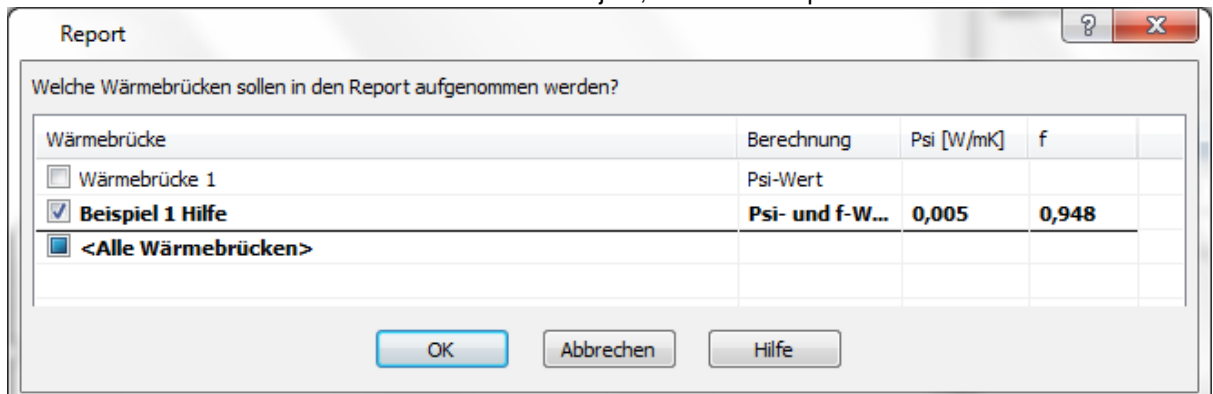 Report
?
X
Welche Wärmebrücken sollen in den Report aufgenommen werden?
Wärmebrücke Berechnung Psi [W/mK] f
Wärmebrücke 1 Psi-Wert
Beispiel 1 Hilfe Psi- und f-W... 0,005 0,948
<Alle Wärmebrücken>
OK Abbrechen Hilfe